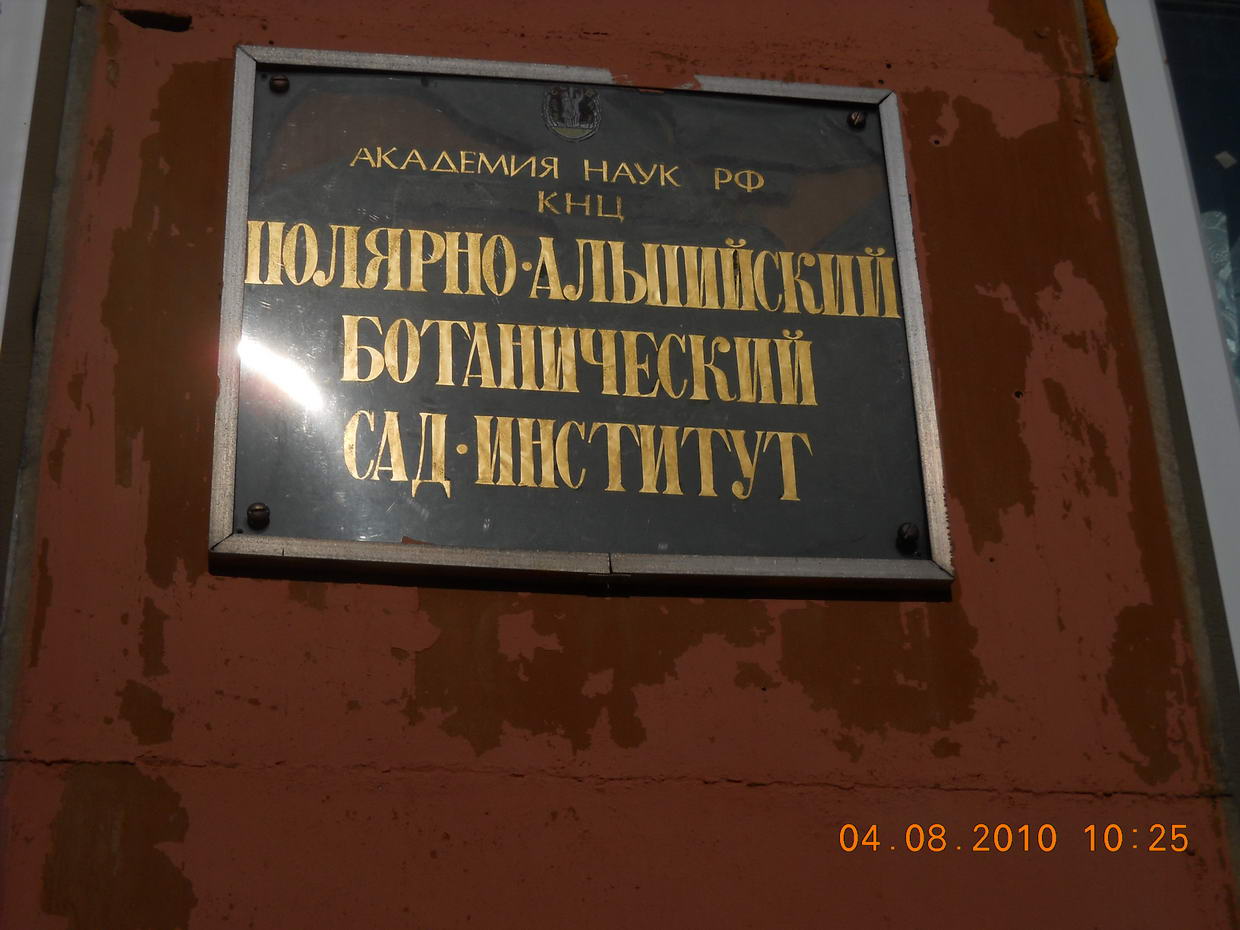 АКАДЕМИЯ НАУК РФ
КНЦ
ПОЛЯРНО·АЛЬПИЙСКИЙ
БОТАНИЧЕСКИЙ
САД·ИНСТИТУТ
04.08.2010 10:25